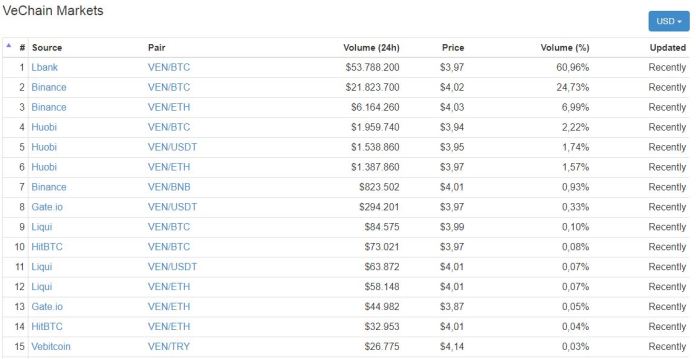 VeChain Markets
USD
# Source Pair Volume (24h) Price Volume (%) Updated
1 Lbank VEN/BTC $53.788.200 $3,97 60,96% Recently
2 Binance VEN/BTC $21.823.700 $4,02 24,73% Recently
3 Binance VEN/ETH $6.164.260 $4,03 6,99% Recently
4 Huobi VEN/BTC $1.959.740 $3,94 2,22% Recently
5 Huobi VEN/USDT $1.538.860 $3,95 1,74% Recently
6 Huobi VEN/ETH $1.387.860 $3,97 1,57% Recently
7 Binance VEN/BNB $823.502 $4,01 0,93% Recently
8 Gate.io VEN/USDT $294.201 $3,97 0,33% Recently
9 Liqui VEN/BTC $84.575 $3,99 0,10% Recently
10 HitBTC VEN/BTC $73.021 $3,97 0,08% Recently
11 Liqui VEN/USDT $63.872 $4,01 0,07% Recently
12 Liqui VEN/ETH $58.148 $4,01 0,07% Recently
13 Gate.io VEN/ETH $44.982 $3,87 0,05% Recently
14 HitBTC VEN/ETH $32.953 $4,01 0,04% Recently
15 Vebitcoin VEN/TRY $26.775 $4,14 0,03% Recently